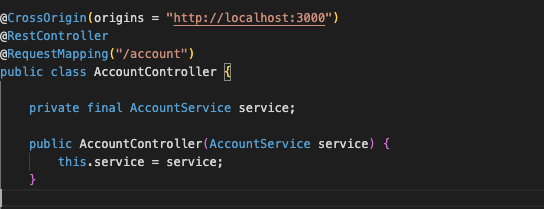 @CrossOrigin(origins = "http://localhost:3000")
@RestController
@RequestMapping("/account")
public class AccountController {
private final AccountService service;
public AccountController(AccountService service) {
this.service = service;
}